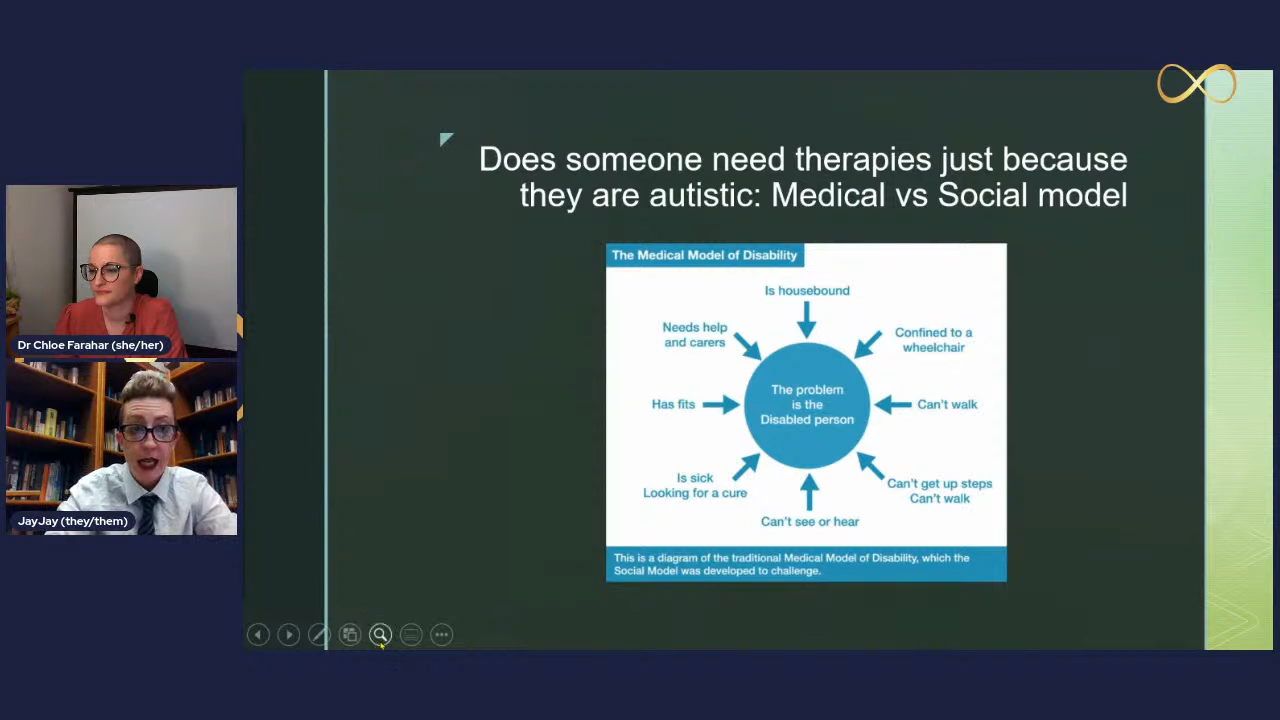 Does someone need therapies just because
they are autistic: Medical vs Social model
The Medical Model of Disability
Is housebound
Needs help
and carers
Confined to a
wheelchair
Has fits
The problem
is the
Disabled person
Can't walk
Is sick
Looking for a cure
Can't get up steps
Can't walk
Can't see or hear
This is a diagram of the traditional Medical Model of Disability, which the
Social Model was developed to challenge.
Dr Chloe Farahar (she/her)
JayJay (they/them)